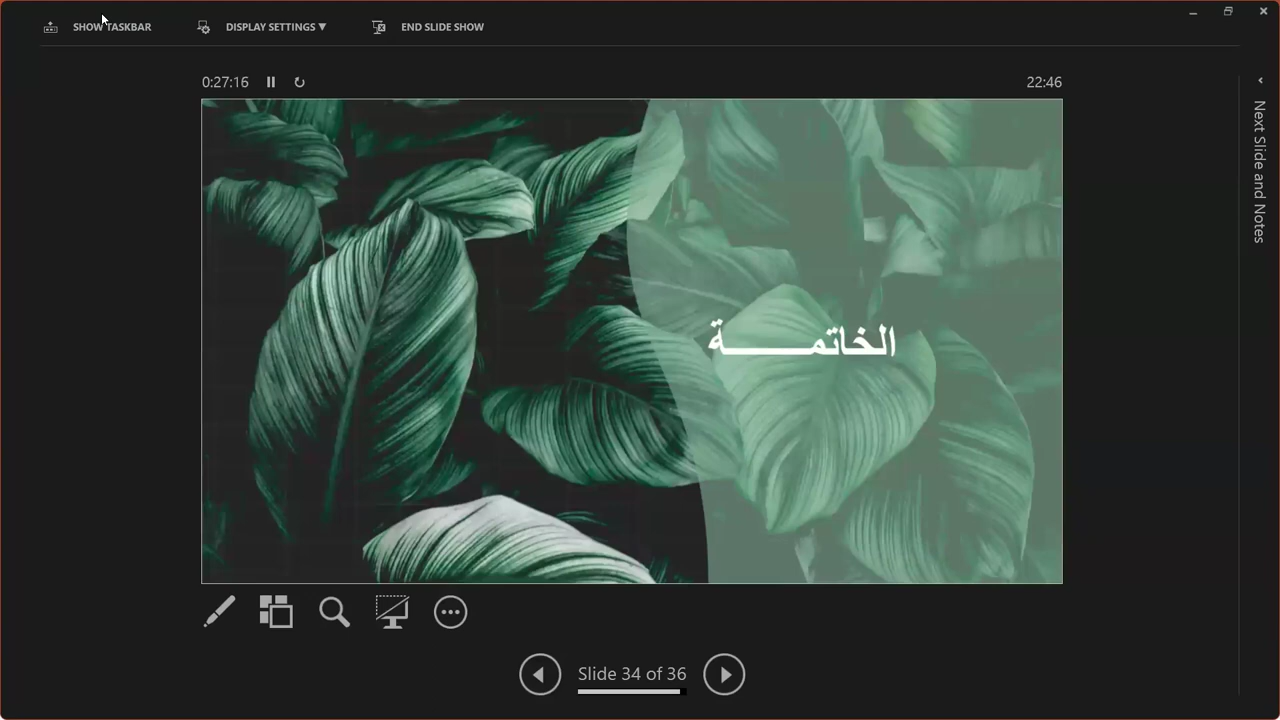 SHOW TASKBAR
DISPLAY SETTINGS ▼
END SLIDE SHOW
0:27:16
22:46
الخاتمـــــــــة
Next Slide and Notes
Slide 34 of 36